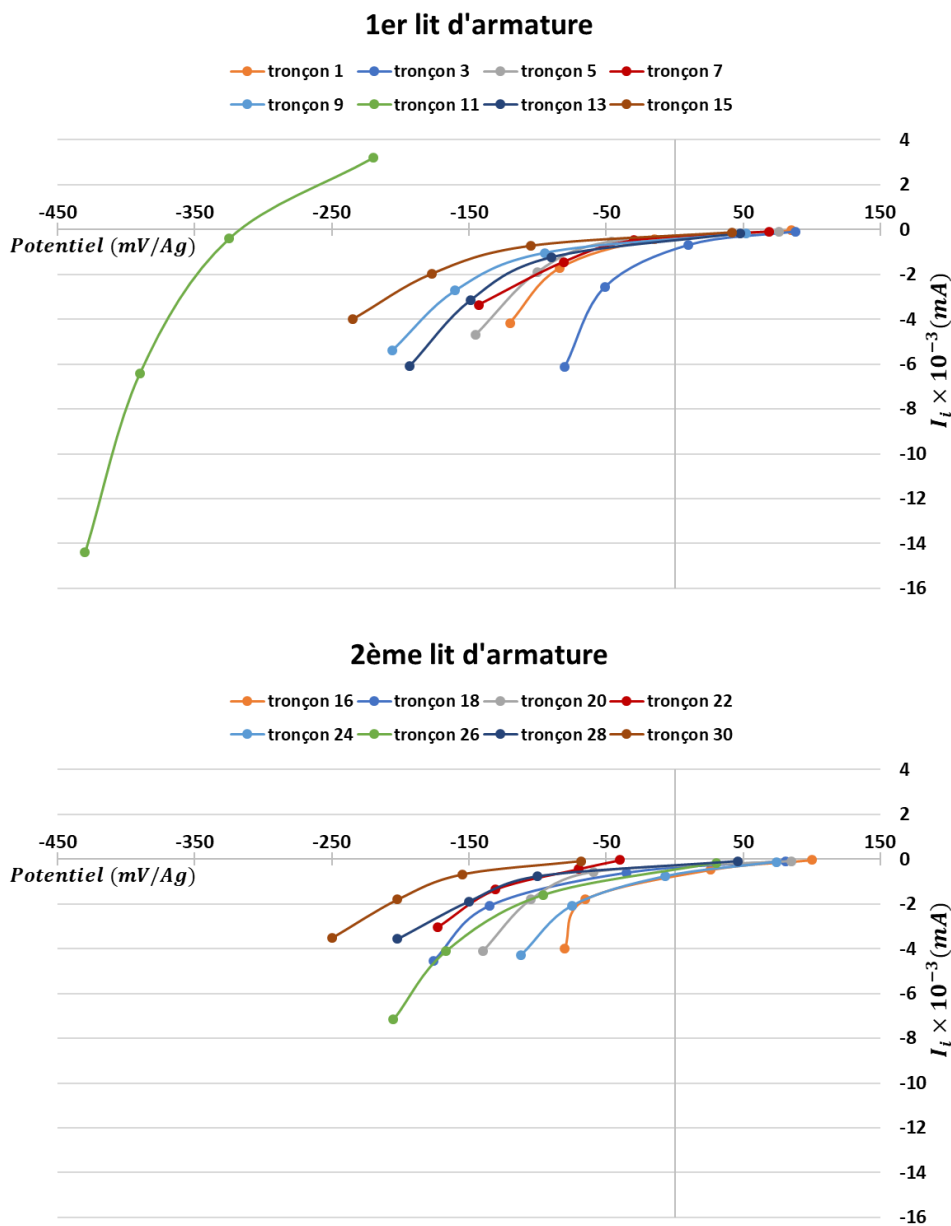 1er lit d'armature
tronçon 1 tronçon 3 tronçon 5 tronçon 7
tronçon 9 tronçon 11 tronçon 13 tronçon 15
4
2
-450 -350 -250 -150 -50 50 150
0
Potentiel (mV/Ag)
-2
-4
-6
-8
-10
-12
-14
-16
I_i × 10^{-3} (mA)
2ème lit d'armature
tronçon 16 tronçon 18 tronçon 20 tronçon 22
tronçon 24 tronçon 26 tronçon 28 tronçon 30
4
2
-450 -350 -250 -150 -50 50 150
0
Potentiel (mV/Ag)
-2
-4
-6
-8
-10
-12
-14
-16
I_i × 10^{-3} (mA)